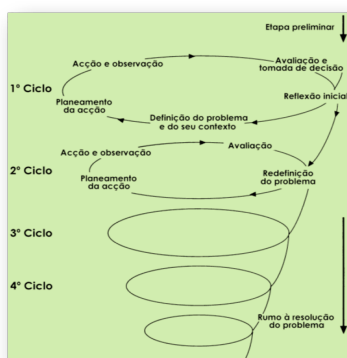 Etapa preliminar
Acção e observação
Avaliação e
tomada de decisão
1º Ciclo
Reflexão inicial
Planeamento
da acção
Definição do problema
e do seu contexto
Avaliação
Acção e observação
2º Ciclo
Redefinição
do problema
Planeamento
da acção
3º Ciclo
4º Ciclo
Rumo à resolução
do problema